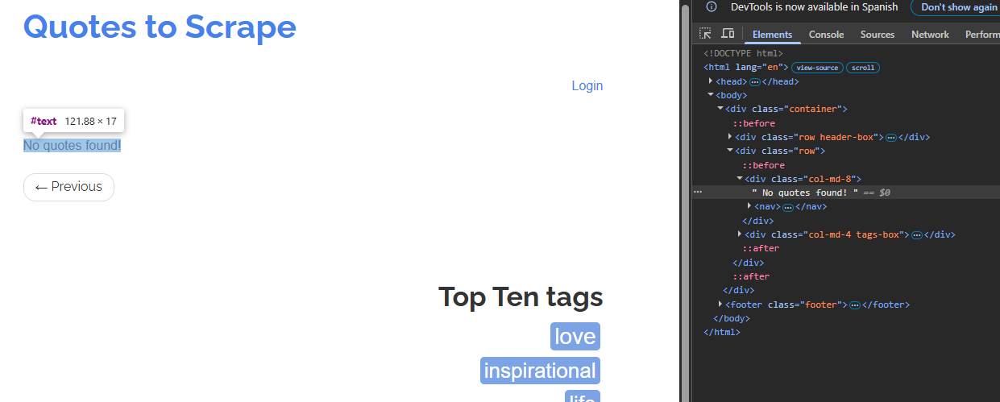 Quotes to Scrape
Login
#text 121.88 × 17
No quotes found!
← Previous
Top Ten tags
love
inspirational
life
DevTools is now available in Spanish Don't show again
Elements Console Sources Network Perform
<!DOCTYPE html>
<html lang="en"> view-source scroll
<head> … </head>
<body>
<div class="container">
::before
<div class="row header-box"> … </div>
<div class="row">
::before
<div class="col-md-8">
… " No quotes found! " == $0
<nav> … </nav>
</div>
<div class="col-md-4 tags-box"> … </div>
::after
</div>
::after
</div>
<footer class="footer"> … </footer>
</body>
</html>